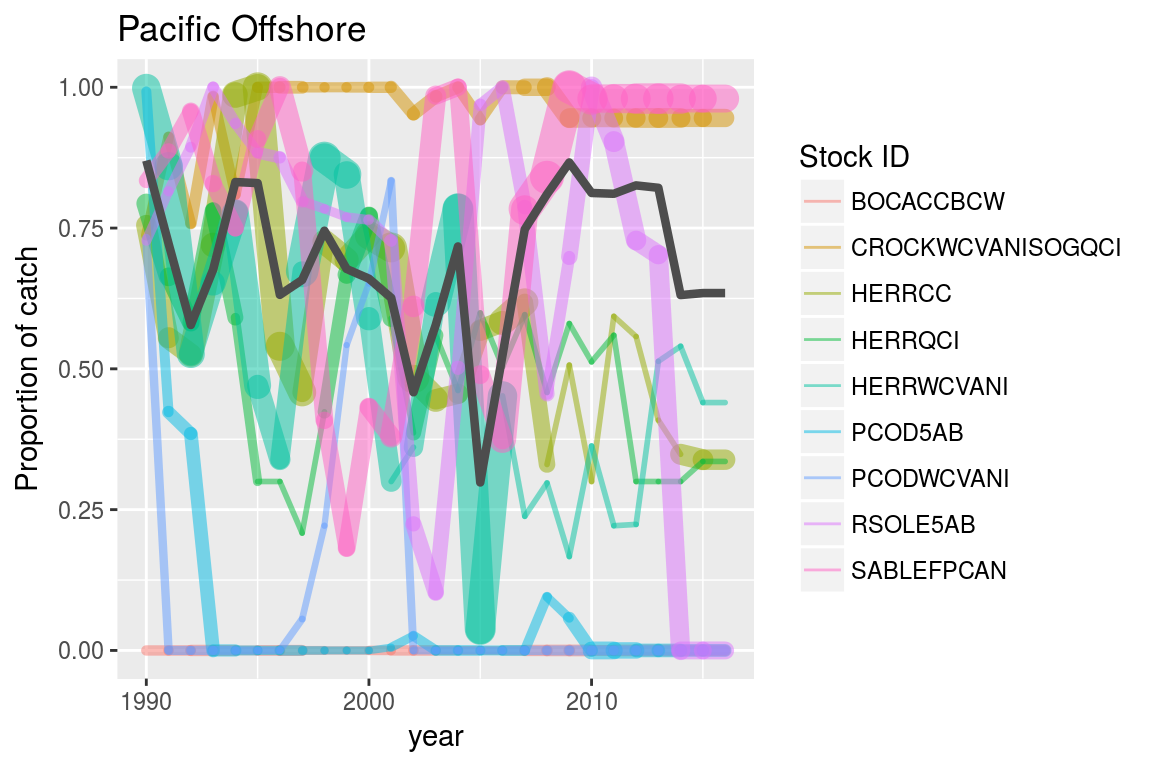 Pacific Offshore
Proportion of catch
1.00
0.75
0.50
0.25
0.00
1990
2000
2010
year
Stock ID
BOCACCBCW
CROCKWCVANISOGQCI
HERRCC
HERRQCI
HERRWCVANI
PCOD5AB
PCODWCVANI
RSOLE5AB
SABLEFPCAN